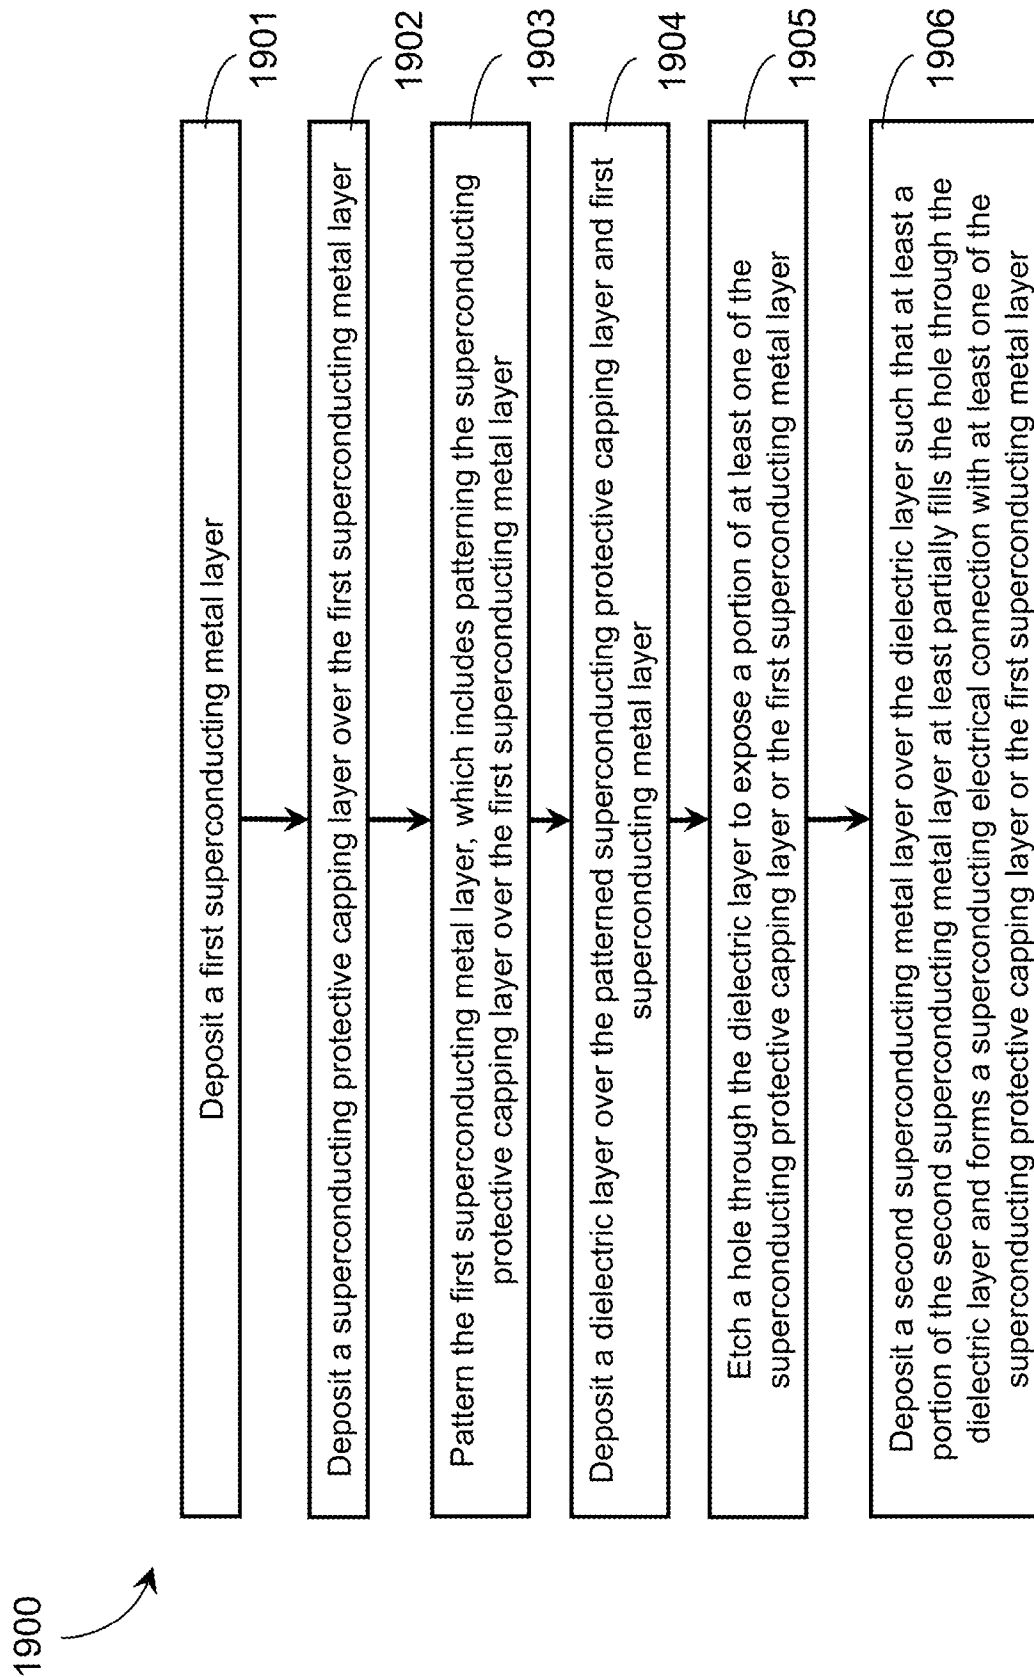 1900
Deposit a first superconducting metal layer
1901
Deposit a superconducting protective capping layer over the first superconducting metal layer
1902
Pattern the first superconducting metal layer, which includes patterning the superconducting
protective capping layer over the first superconducting metal layer
1903
Deposit a dielectric layer over the patterned superconducting protective capping layer and first
superconducting metal layer
1904
Etch a hole through the dielectric layer to expose a portion of at least one of the
superconducting protective capping layer or the first superconducting metal layer
1905
Deposit a second superconducting metal layer over the dielectric layer such that at least a
portion of the second superconducting metal layer at least partially fills the hole through the
dielectric layer and forms a superconducting electrical connection with at least one of the
superconducting protective capping layer or the first superconducting metal layer
1906